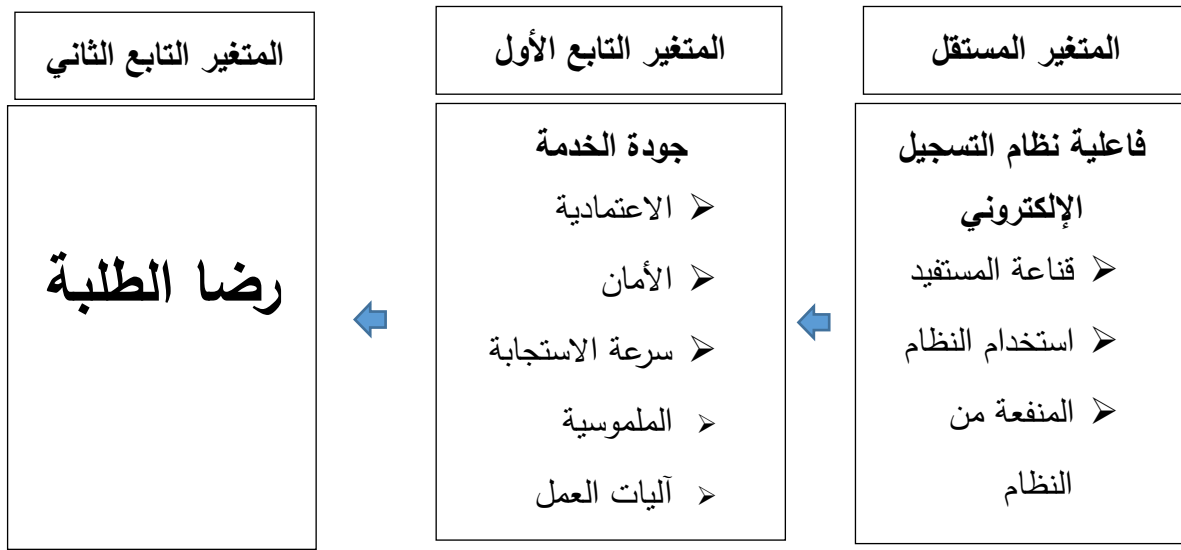 المتغير المستقل
فاعلية نظام التسجيل
الإلكتروني
قناعة المستفيد
استخدام النظام
المنفعة من
النظام
المتغير التابع الأول
جودة الخدمة
الاعتمادية
الأمان
سرعة الاستجابة
الملموسية
آليات العمل
المتغير التابع الثاني
رضا الطلبة